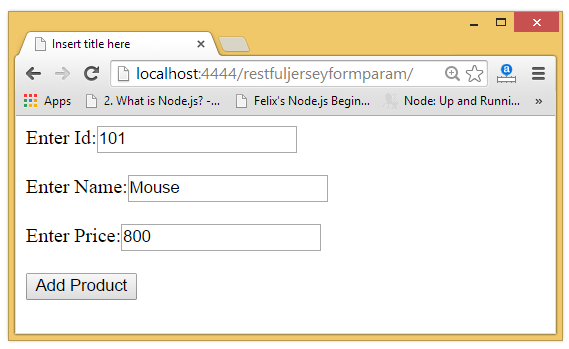 Insert title here
localhost:4444/restfuljerseyformparam/
Apps 2. What is Node.js? -... Felix's Node.js Begin... Node: Up and Runni... »
Enter Id:101
Enter Name:Mouse
Enter Price:800
Add Product